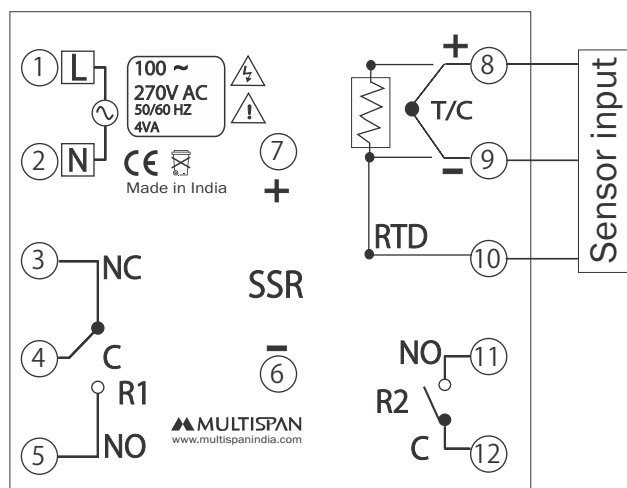 1 L
100 ~
270V AC
50/60 HZ
4VA
2 N
CE
Made in India
7
+
+ 8
T/C
- 9
RTD
10
Sensor input
3 NC
4 C
R1
5 NO
SSR
-
6
MULTISPAN
www.multispanindia.com
NO 11
R2
C 12